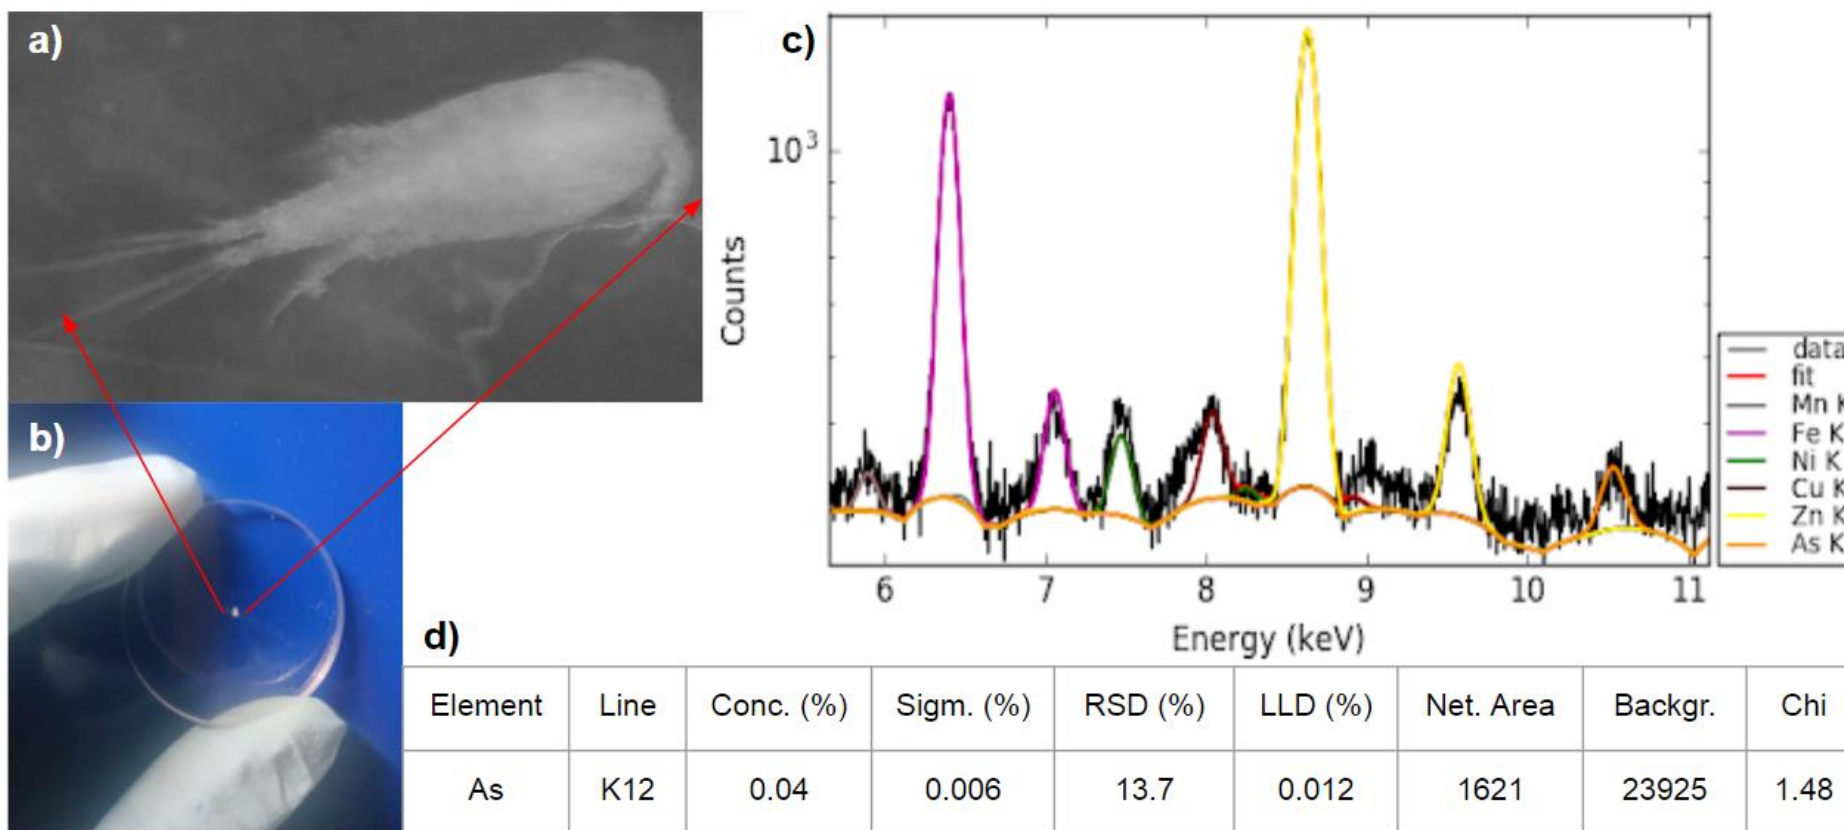 a)
b)
c)
10³
Counts
data
fit
Mn K
Fe K
Ni K
Cu K
Zn K
As K
6 7 8 9 10 11
Energy (keV)
d)
Element Line Conc. (%) Sigm. (%) RSD (%) LLD (%) Net. Area Backgr. Chi
As K12 0.04 0.006 13.7 0.012 1621 23925 1.48